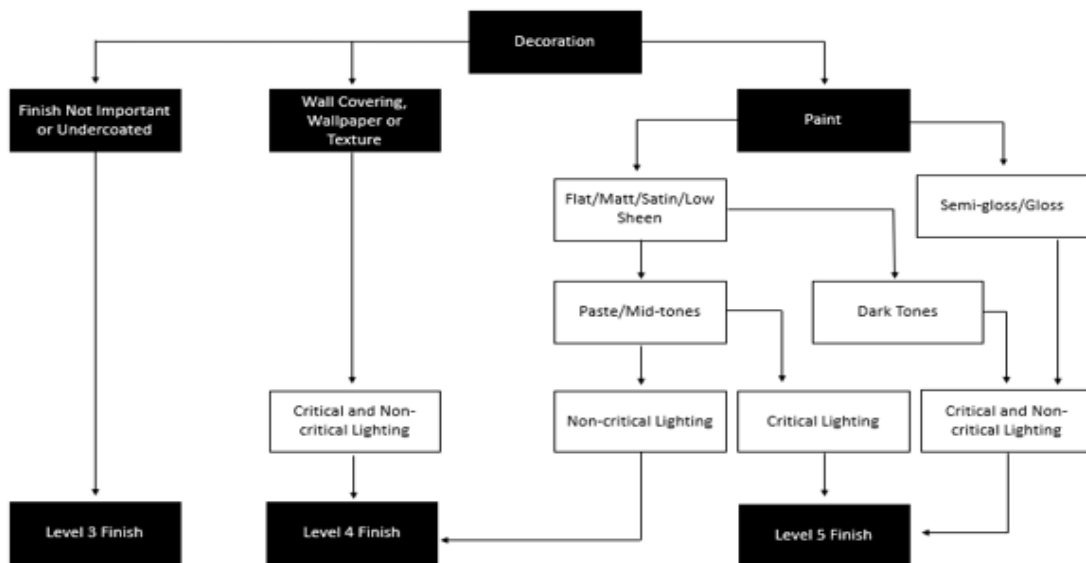 Decoration
Finish Not Important
or Undercoated
Wall Covering,
Wallpaper or
Texture
Paint
Flat/Matt/Satin/Low
Sheen
Semi-gloss/Gloss
Paste/Mid-tones
Dark Tones
Critical and Non-
critical Lighting
Non-critical Lighting
Critical Lighting
Critical and Non-
critical Lighting
Level 3 Finish
Level 4 Finish
Level 5 Finish